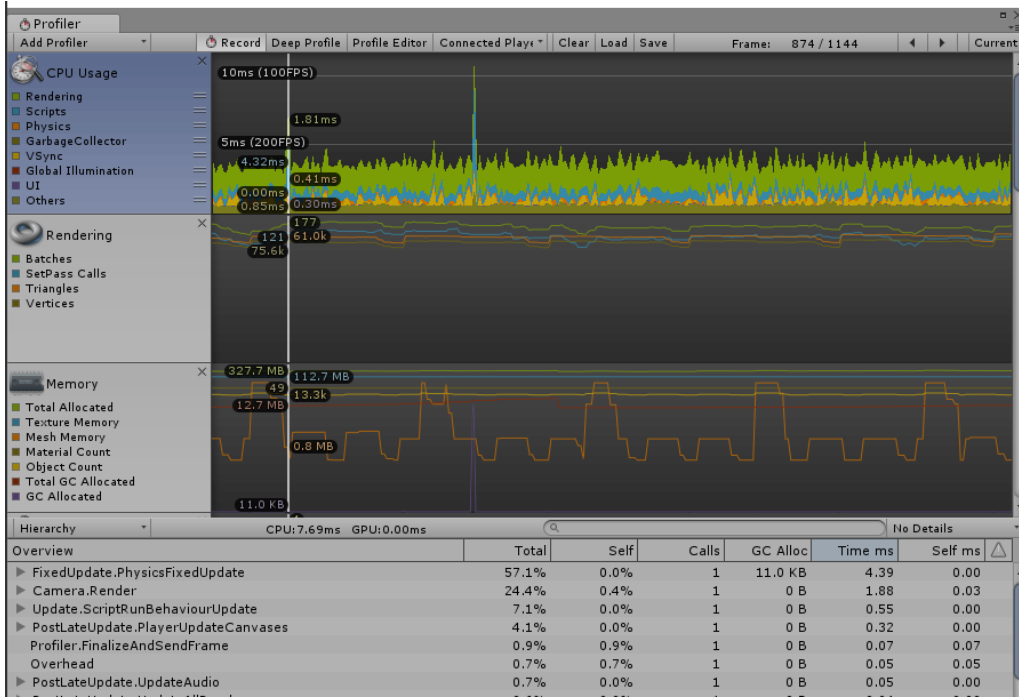 Profiler
Add Profiler Record Deep Profile Profile Editor Connected Playe Clear Load Save Frame: 874 / 1144 Current
CPU Usage
Rendering
Scripts
Physics
GarbageCollector
VSync
Global Illumination
UI
Others
10ms (100FPS)
1.81ms
5ms (200FPS)
4.32ms
0.41ms
0.00ms
0.85ms 0.30ms
Rendering
Batches
SetPass Calls
Triangles
Vertices
177
121 61.0k
75.6k
Memory
Total Allocated
Texture Memory
Mesh Memory
Material Count
Object Count
Total GC Allocated
GC Allocated
327.7 MB 112.7 MB
49 13.3k
12.7 MB
0.8 MB
11.0 KB
Hierarchy CPU:7.69ms GPU:0.00ms No Details
Overview Total Self Calls GC Alloc Time ms Self ms
FixedUpdate.PhysicsFixedUpdate 57.1% 0.0% 1 11.0 KB 4.39 0.00
Camera.Render 24.4% 0.4% 1 0 B 1.88 0.03
Update.ScriptRunBehaviourUpdate 7.1% 0.0% 1 0 B 0.55 0.00
PostLateUpdate.PlayerUpdateCanvases 4.1% 0.0% 1 0 B 0.32 0.00
Profiler.FinalizeAndSendFrame 0.9% 0.9% 1 0 B 0.07 0.07
Overhead 0.7% 0.7% 1 0 B 0.05 0.05
PostLateUpdate.UpdateAudio 0.7% 0.0% 1 0 B 0.05 0.00